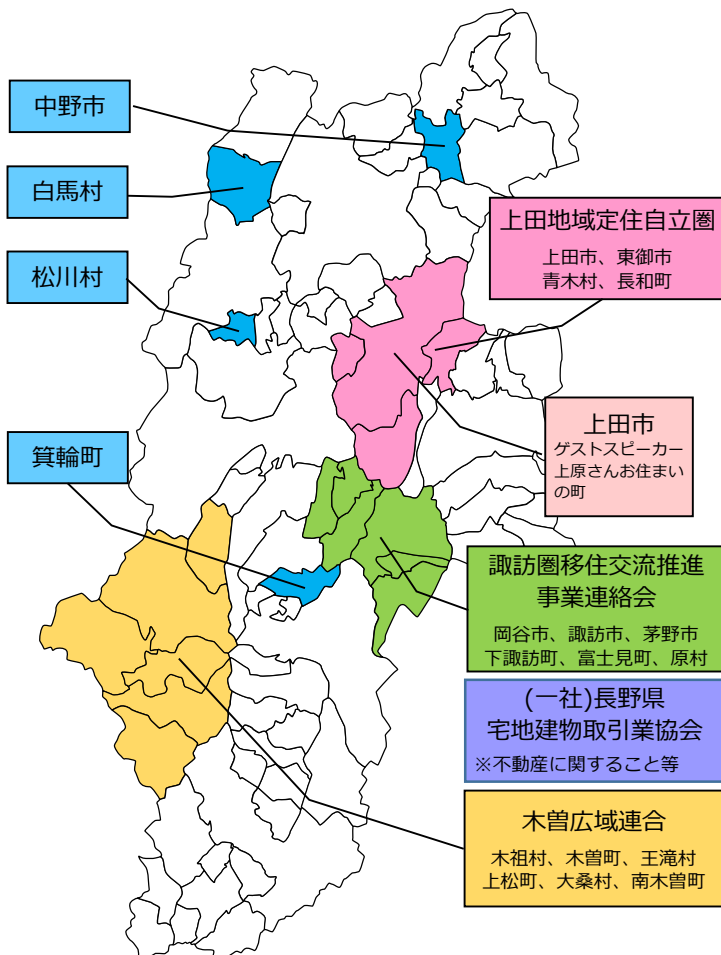 中野市
白馬村
松川村
箕輪町
上田地域定住自立圏
上田市、東御市
青木村、長和町
上田市
ゲストスピーカー
上原さんお住まい
の町
諏訪圏移住交流推進
事業連絡会
岡谷市、諏訪市、茅野市
下諏訪町、富士見町、原村
(一社)長野県
宅地建物取引業協会
※不動産に関すること等
木曽広域連合
木祖村、木曽町、王滝村
上松町、大桑村、南木曽町